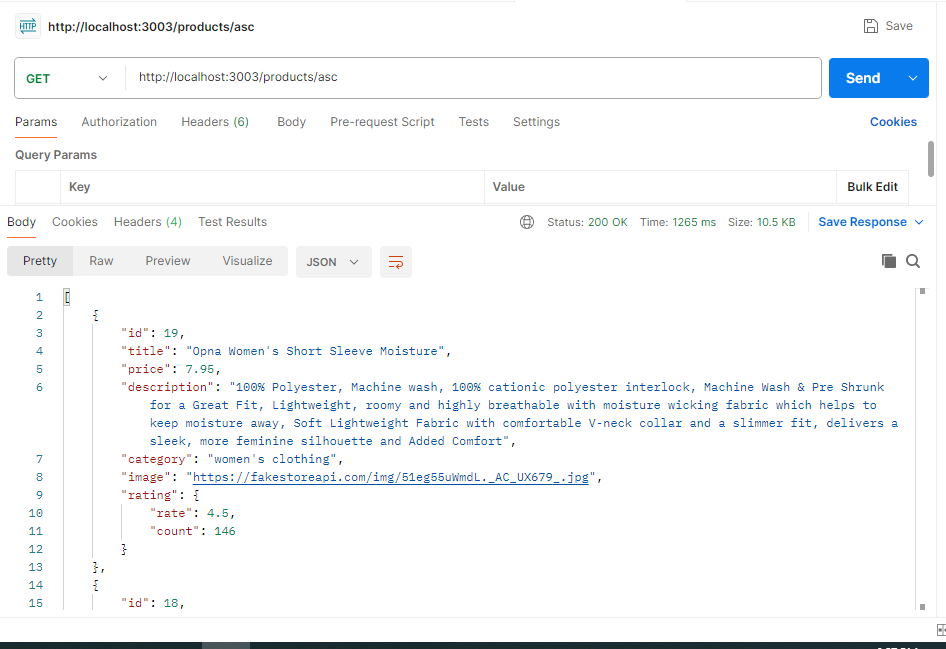 HTTP http://localhost:3003/products/asc Save
GET http://localhost:3003/products/asc Send
Params Authorization Headers (6) Body Pre-request Script Tests Settings Cookies
Query Params
Key Value Bulk Edit
Body Cookies Headers (4) Test Results Status: 200 OK Time: 1265 ms Size: 10.5 KB Save Response
Pretty Raw Preview Visualize JSON
1 [
2 {
3 "id": 19,
4 "title": "Opna Women's Short Sleeve Moisture",
5 "price": 7.95,
6 "description": "100% Polyester, Machine wash, 100% cationic polyester interlock, Machine Wash & Pre Shrunk
for a Great Fit, Lightweight, roomy and highly breathable with moisture wicking fabric which helps to
keep moisture away, Soft Lightweight Fabric with comfortable V-neck collar and a slimmer fit, delivers a
sleek, more feminine silhouette and Added Comfort",
7 "category": "women's clothing",
8 "image": "https://fakestoreapi.com/img/51eg55uWmdL._AC_UX679_.jpg",
9 "rating": {
10 "rate": 4.5,
11 "count": 146
12 }
13 },
14 {
15 "id": 18,